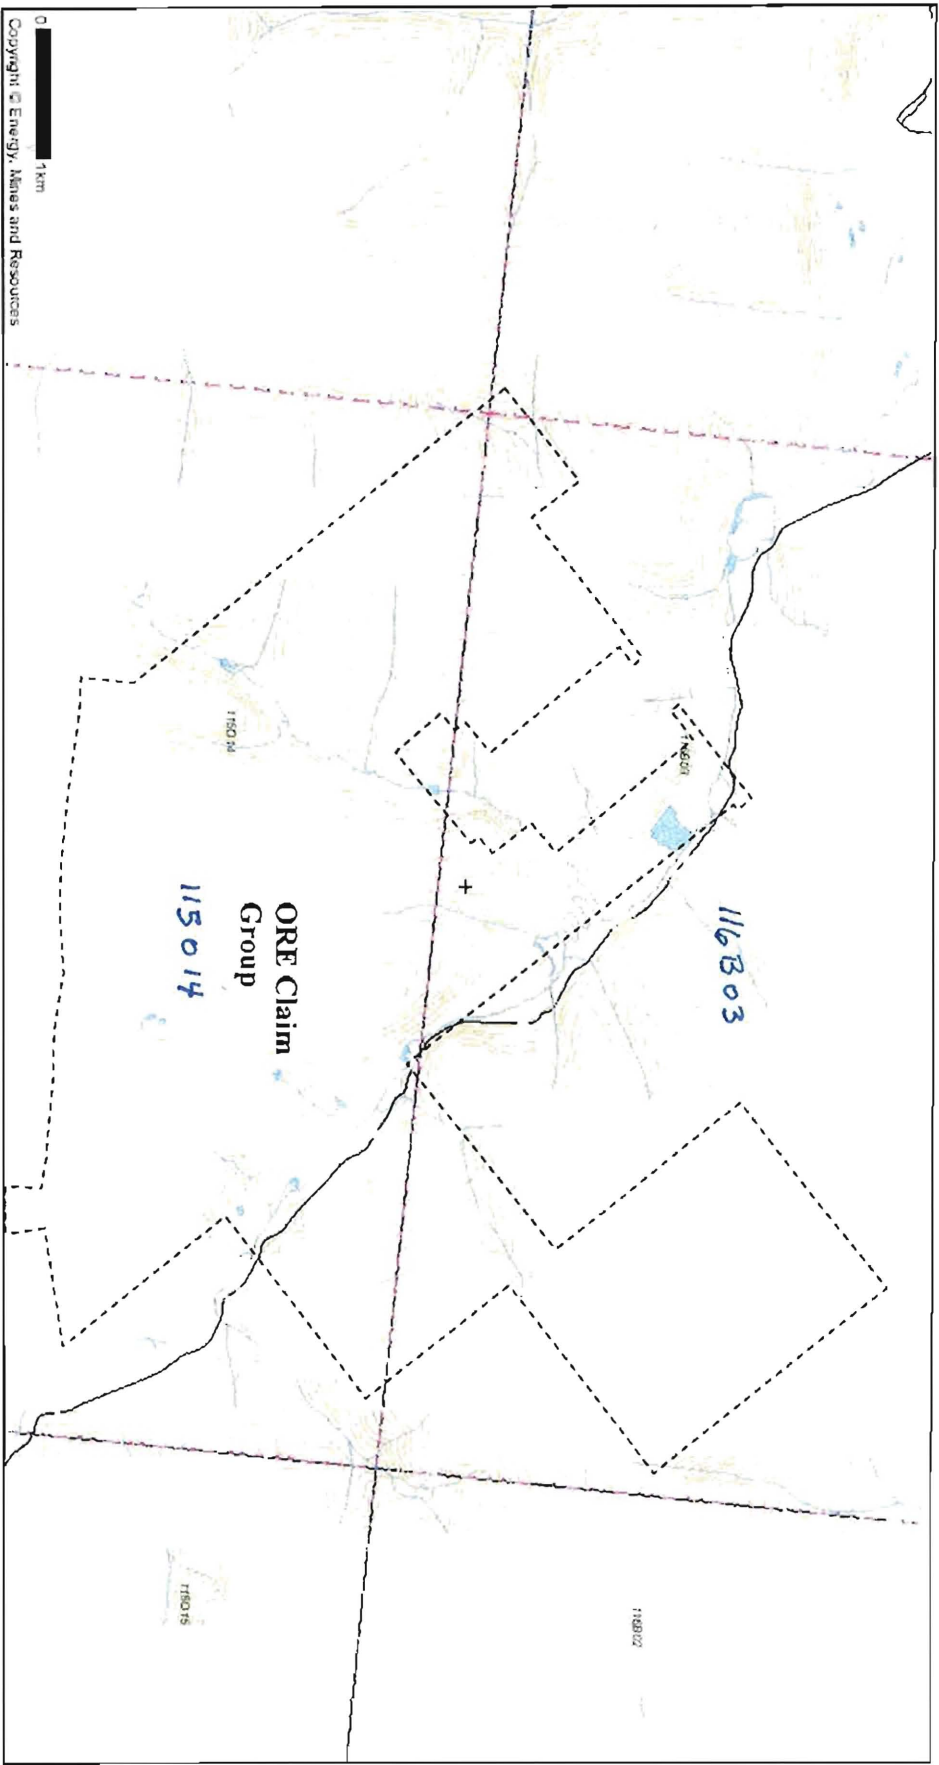 116B03
116B03
116B02
115O14
ORE Claim
Group
115O14
115O15
0
1km
Copyright © Energy, Mines and Resources